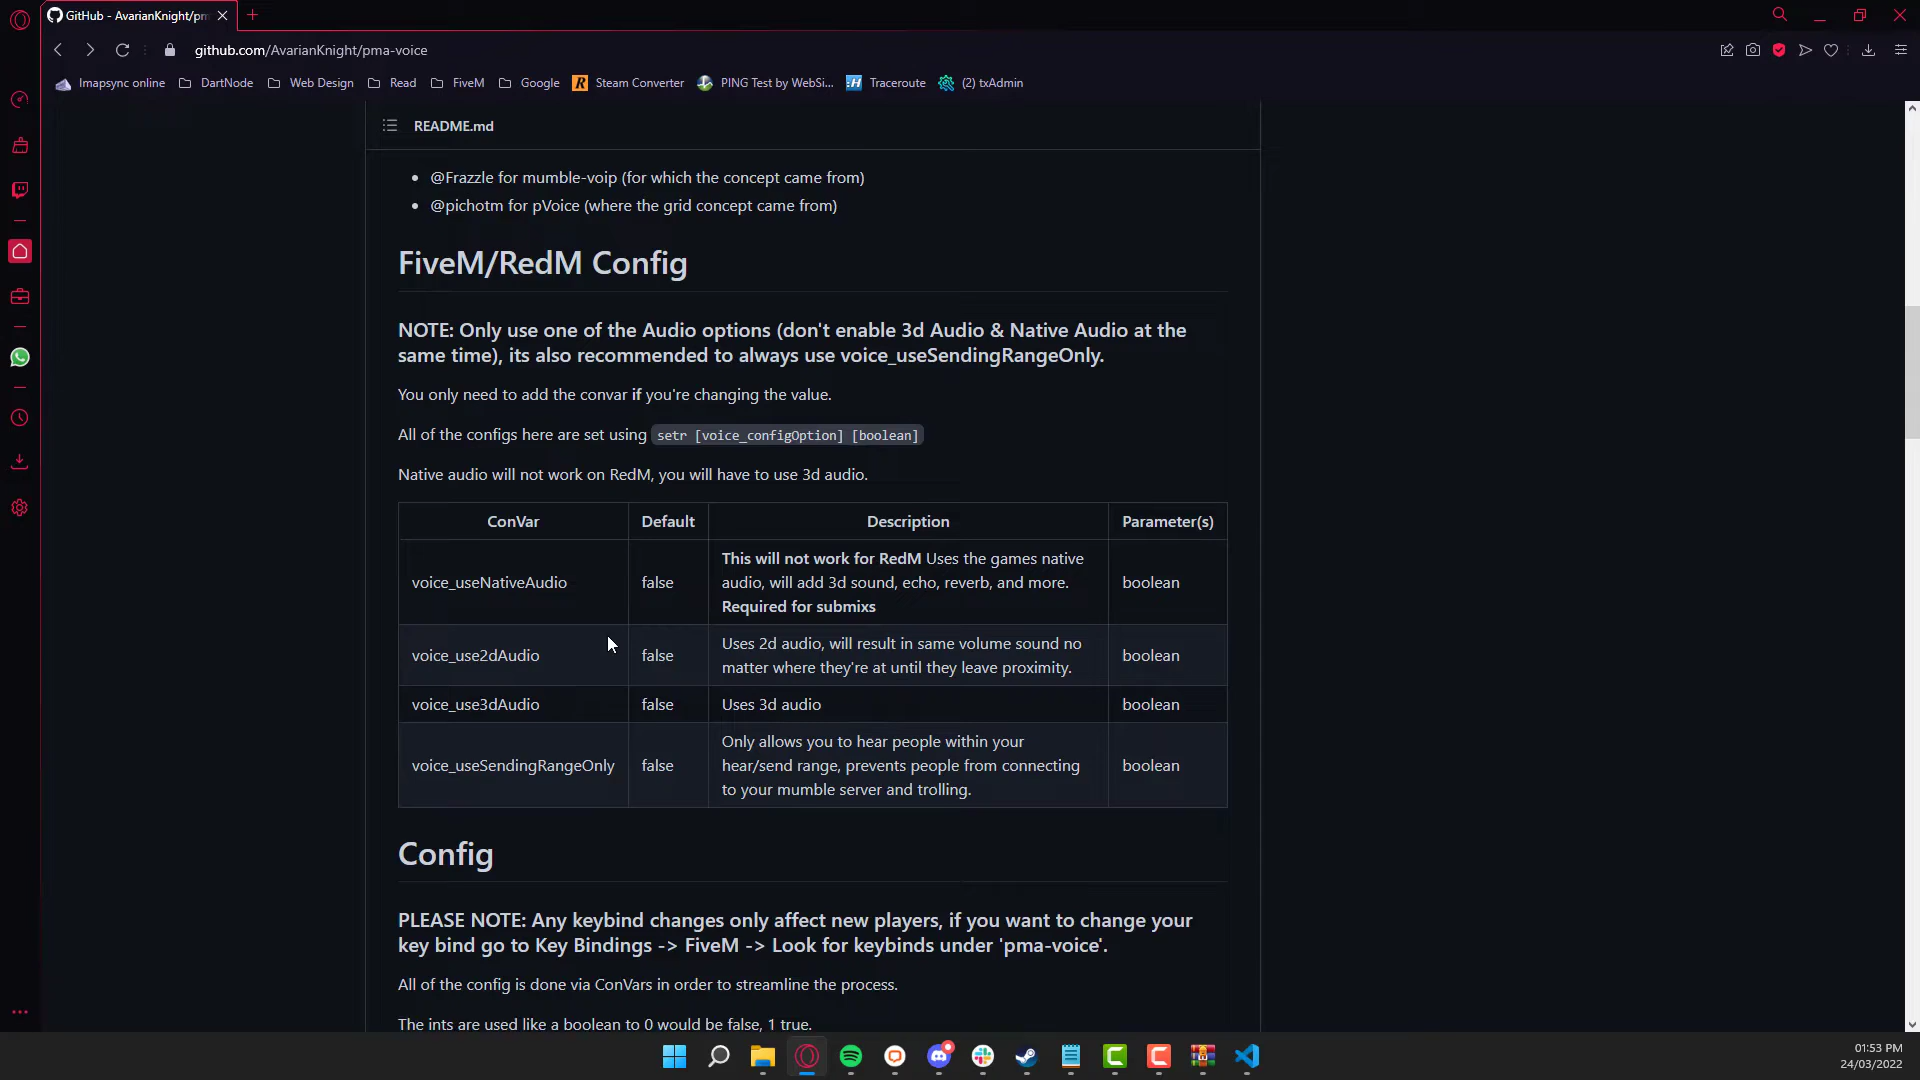 GitHub - AvarianKnight/pm
github.com/AvarianKnight/pma-voice
Imapsync online
DartNode
Web Design
Read
FiveM
Google
R
Steam Converter
PING Test by WebSi...
H
Traceroute
(2) txAdmin
README.md
@Frazzle for mumble-voip (for which the concept came from)
@pichotm for pVoice (where the grid concept came from)
FiveM/RedM Config
NOTE: Only use one of the Audio options (don't enable 3d Audio & Native Audio at the
same time), its also recommended to always use voice_useSendingRangeOnly.
You only need to add the convar if you're changing the value.
All of the configs here are set using setr [voice_configOption] [boolean]
Native audio will not work on RedM, you will have to use 3d audio.
ConVar Default Description Parameter(s)
voice_useNativeAudio
false
This will not work for RedM Uses the games native
audio, will add 3d sound, echo, reverb, and more.
Required for submixs
boolean
voice_use2dAudio
false
Uses 2d audio, will result in same volume sound no
matter where they're at until they leave proximity.
boolean
voice_use3dAudio
false
Uses 3d audio
boolean
voice_useSendingRangeOnly
false
Only allows you to hear people within your
hear/send range, prevents people from connecting
to your mumble server and trolling.
boolean
Config
PLEASE NOTE: Any keybind changes only affect new players, if you want to change your
key bind go to Key Bindings -> FiveM -> Look for keybinds under 'pma-voice'.
All of the config is done via ConVars in order to streamline the process.
The ints are used like a boolean to 0 would be false, 1 true.
01:53 PM
24/03/2022